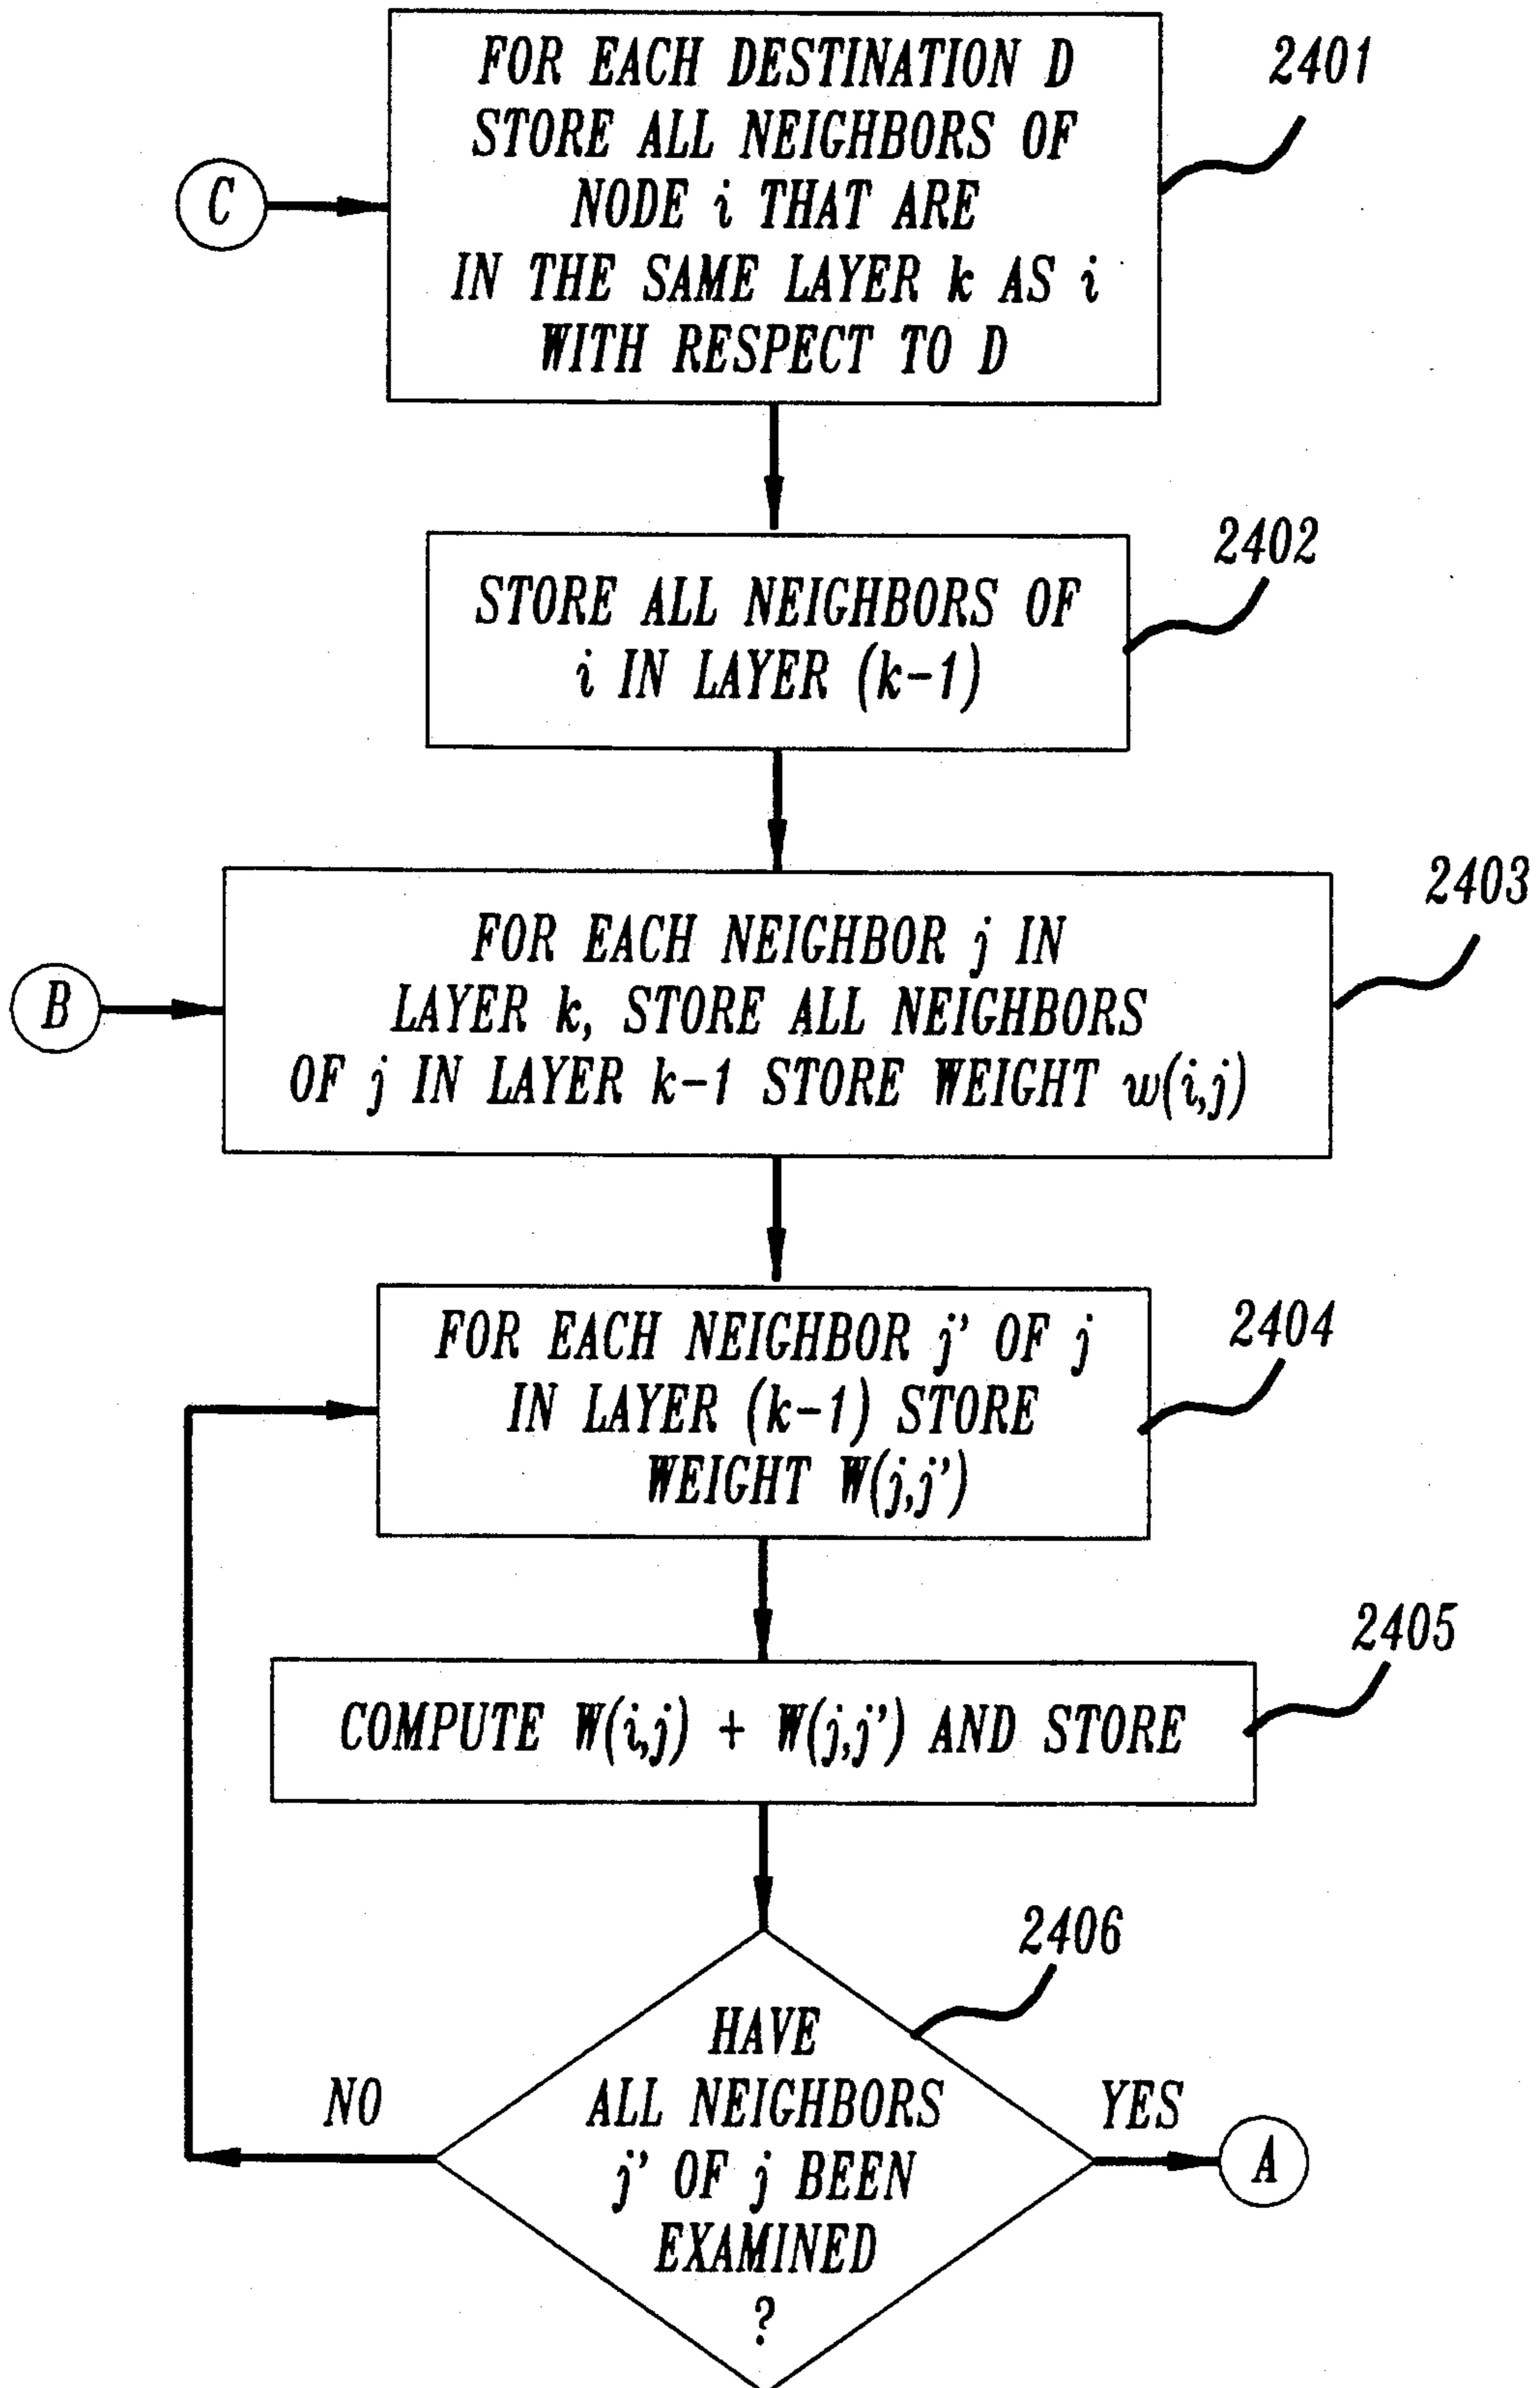 FOR EACH DESTINATION D
STORE ALL NEIGHBORS OF
NODE i THAT ARE
IN THE SAME LAYER k AS i
WITH RESPECT TO D
2401
C
2402
STORE ALL NEIGHBORS OF
i IN LAYER (k-1)
2403
FOR EACH NEIGHBOR j IN
LAYER k, STORE ALL NEIGHBORS
OF j IN LAYER k-1 STORE WEIGHT w(i,j)
B
2404
FOR EACH NEIGHBOR j' OF j
IN LAYER (k-1) STORE
WEIGHT W(j,j')
2405
COMPUTE W(i,j) + W(j,j') AND STORE
2406
HAVE
ALL NEIGHBORS
j' OF j BEEN
EXAMINED
?
NO
YES
A